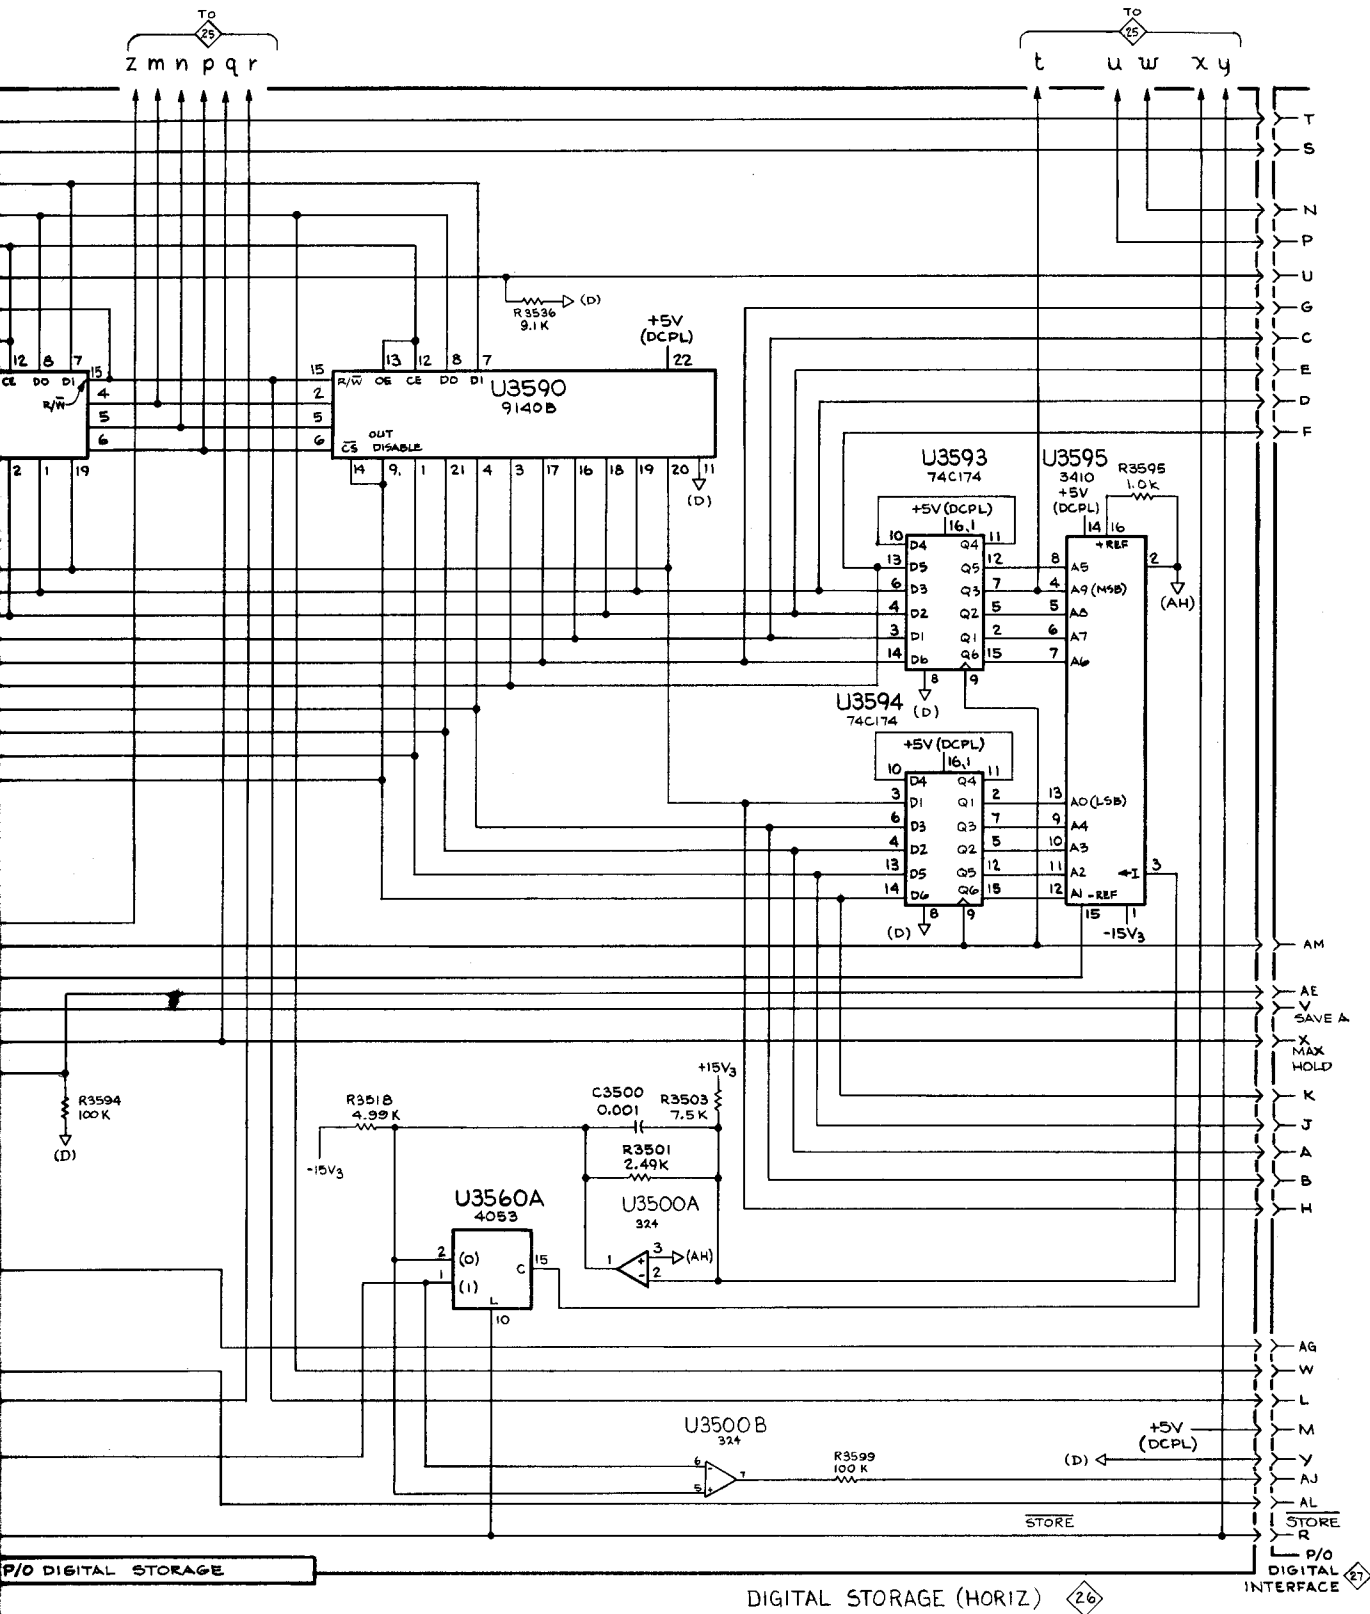 TO
25
z m n p q r
TO
25
t u w x y
T
S
N
P
U
G
C
E
D
F
R3536
9.1K
(D)
+5V
(DCPL)
12 8 7
CE DO DI
R/W̅
15
4
5
6
2 1 19
13 12 8 7 22
15 R/W̅ OE CE DO DI
2
5
6
U3590
9140B
C̅S̅
OUT
DISABLE
14 9, 1 21 4 3 17 16 18 19 20 11
(D)
U3593
74C174
+5V (DCPL)
16,1
10 D4 Q4 11
13 D5 Q5 12
6 D3 Q3 7
4 D2 Q2 5
3 D1 Q1 2
14 D6 Q6 15
8 9
(D)
U3595
3410
+5V
(DCPL)
R3595
1.0K
14 16
+REF
8 A5
4 A9 (MSB)
5 A8
6 A7
7 A6
2
(AH)
U3594
74C174
+5V (DCPL)
16,1
10 D4 Q4 11
3 D1 Q1 2
6 D3 Q3 7
4 D2 Q2 5
13 D5 Q5 12
14 D6 Q6 15
8 9
(D)
13 A0 (LSB)
9 A4
10 A3
11 A2
12 A1 -REF
I 3
15 1
-15V3
AM
AE
V
SAVE A
X
MAX
HOLD
K
J
A
B
H
R3594
100K
(D)
R3518
4.99K
-15V3
C3500
0.001
+15V3
R3503
7.5K
R3501
2.49K
U3500A
324
1 + 3 (AH)
- 2
U3560A
4053
2 (0)
1 (1)
C 15
L
10
AG
W
L
U3500B
324
6 -
5 +
7
R3599
100K
+5V
(DCPL)
M
(D)
Y
AJ
AL
STORE
STORE
R
P/O
DIGITAL
INTERFACE 27
P/O DIGITAL STORAGE
DIGITAL STORAGE (HORIZ) 26